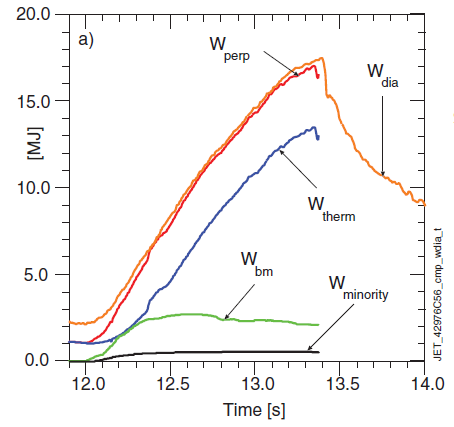 20.0
a)
W perp
W dia
15.0
[MJ]
10.0
W therm
W bm
5.0
W minority
0.0
12.0 12.5 13.0 13.5 14.0
Time [s]
JET_42976C56_cmp_wdia_t